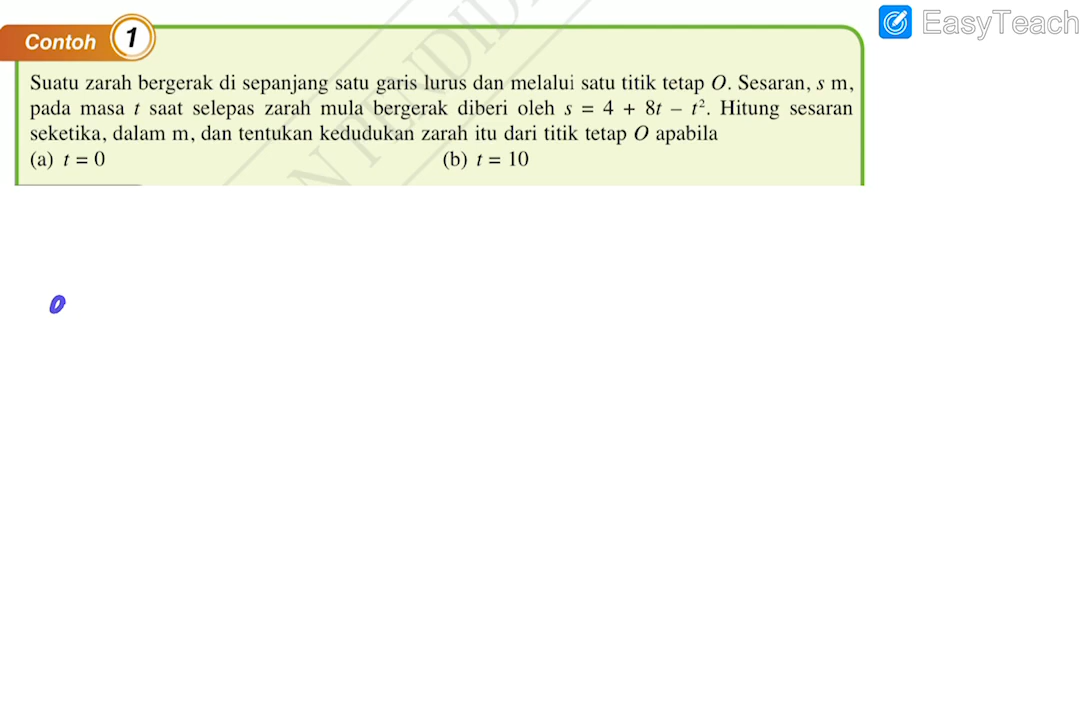 Contoh 1
EasyTeach
Suatu zarah bergerak di sepanjang satu garis lurus dan melalui satu titik tetap O. Sesaran, s m,
pada masa t saat selepas zarah mula bergerak diberi oleh s = 4 + 8t – t². Hitung sesaran
seketika, dalam m, dan tentukan kedudukan zarah itu dari titik tetap O apabila
(a) t = 0 (b) t = 10